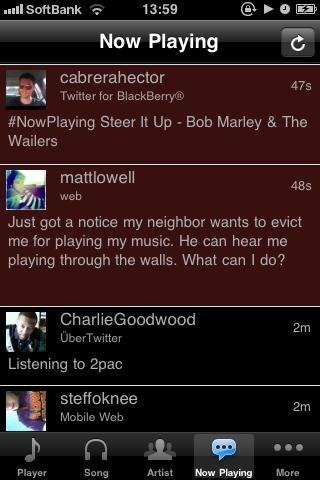 SoftBank 13:59
Now Playing
cabrerahector 47s
Twitter for BlackBerry®
#NowPlaying Steer It Up - Bob Marley & The
Wailers
mattlowell 48s
web
Just got a notice my neighbor wants to evict
me for playing my music. He can hear me
playing through the walls. What can I do?
CharlieGoodwood 2m
ÜberTwitter
Listening to 2pac
steffoknee 2m
Mobile Web
Player Song Artist Now Playing More